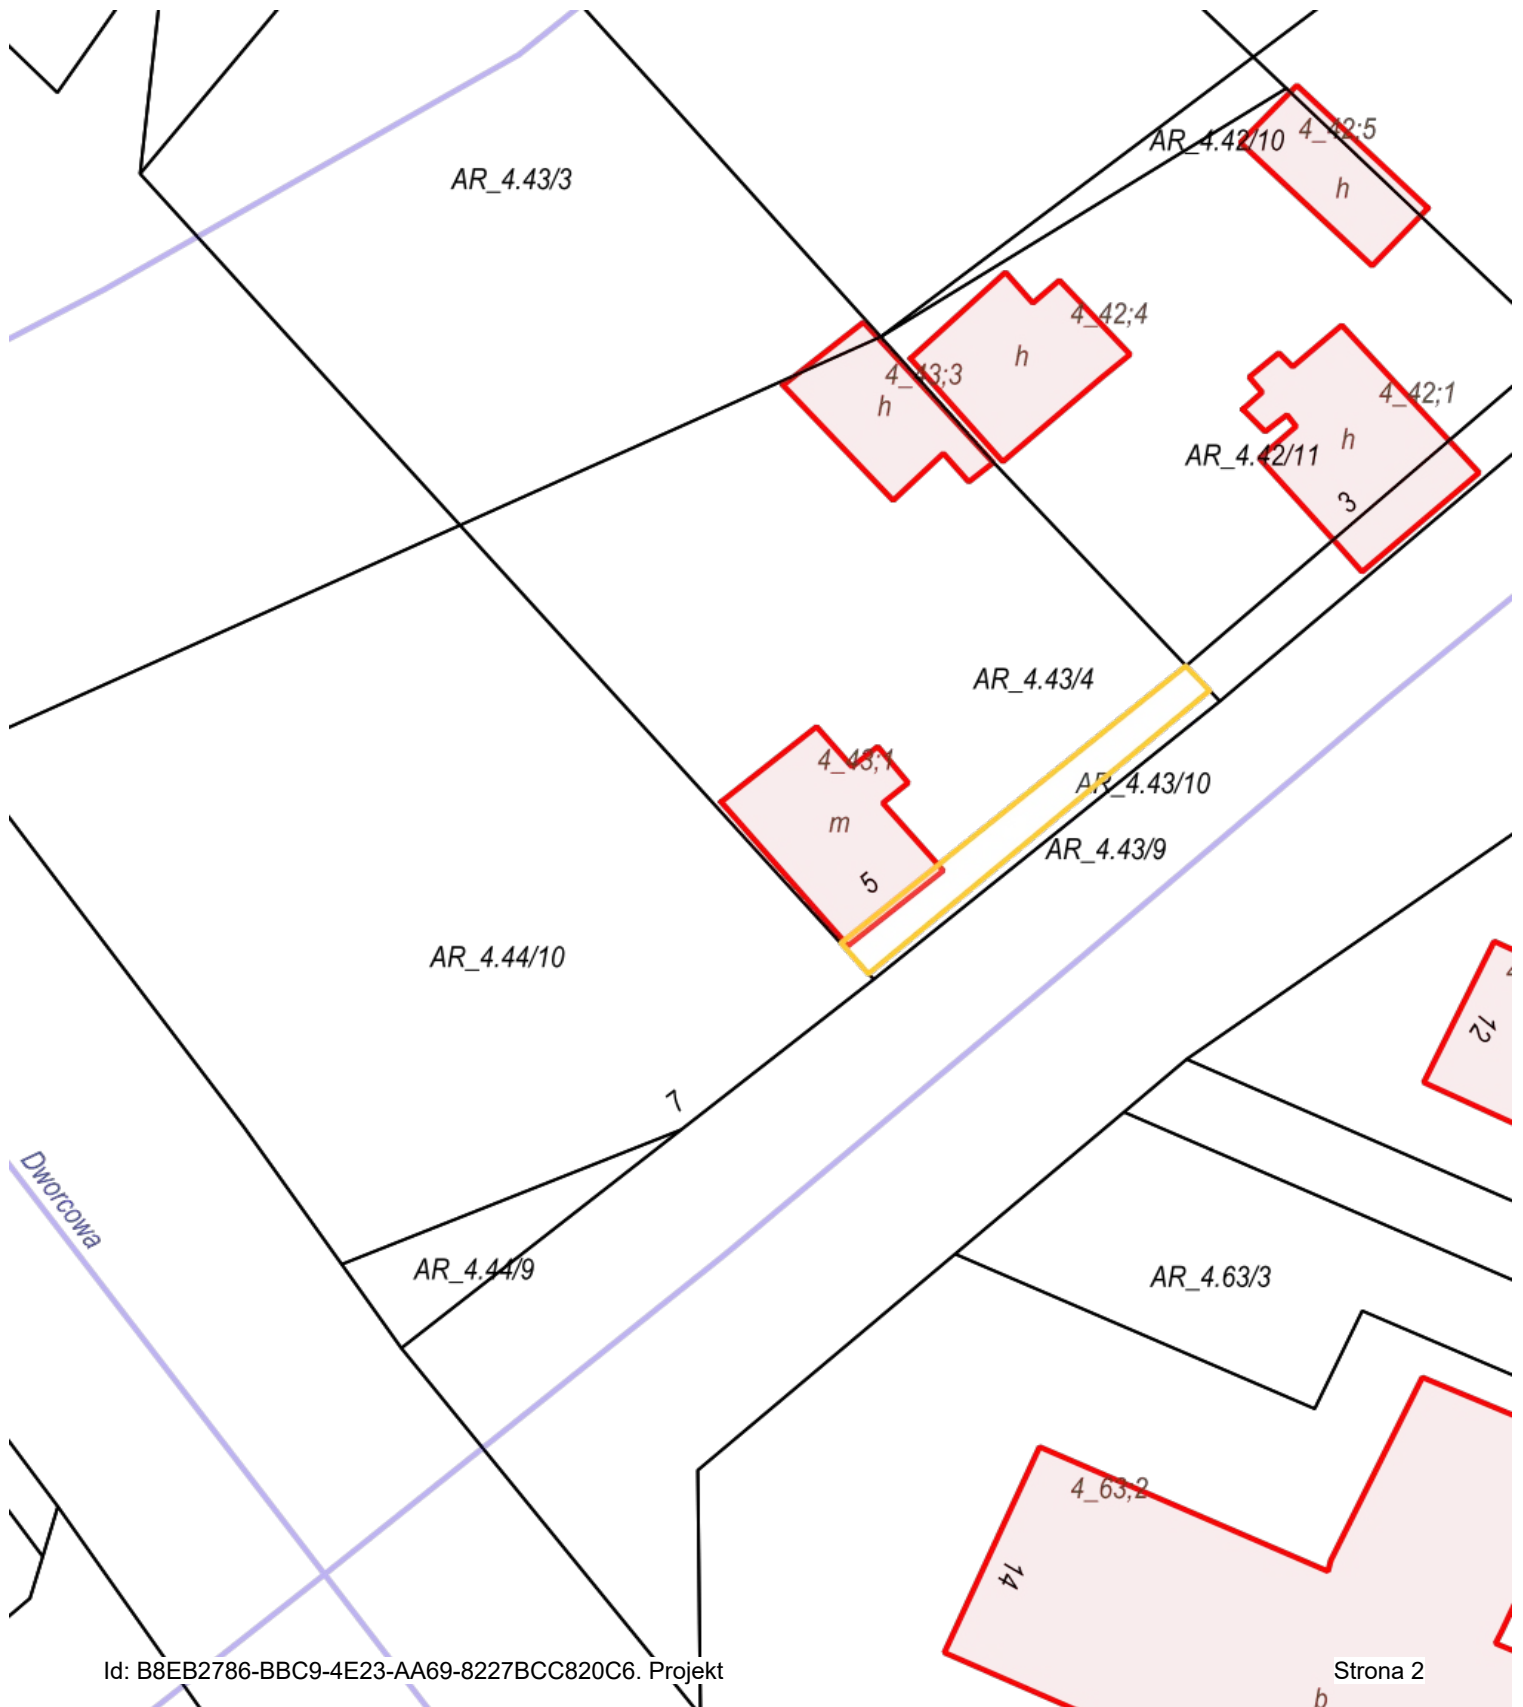 4_42;5
AR_4.42/10
AR_4.43/3
h
4_42;4
h
4_43;3
h
4_42;1
h
AR_4.42/11
3
AR_4.43/4
4_43;1
AR_4.43/10
m
AR_4.43/9
5
AR_4.44/10
12
7
Dworcowa
AR_4.44/9
AR_4.63/3
4_63;2
14
Id: B8EB2786-BBC9-4E23-AA69-8227BCC820C6. Projekt
Strona 2
b